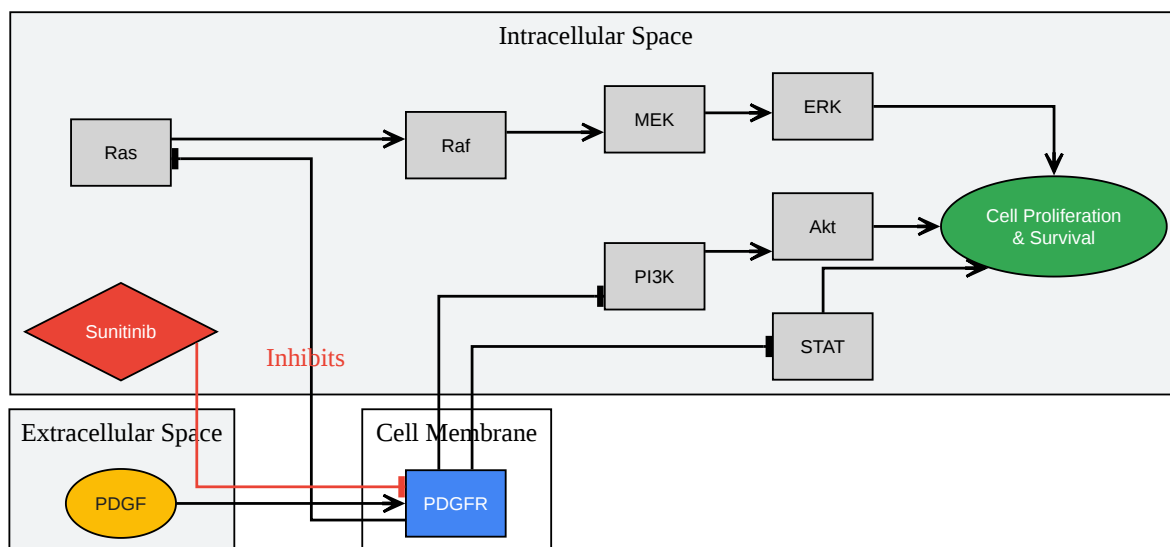 Intracellular Space
ERK
MEK
Raf
Ras
Cell Proliferation
& Survival
Akt
PI3K
Sunitinib
STAT
Inhibits
Extracellular Space
Cell Membrane
PDGF
PDGFR